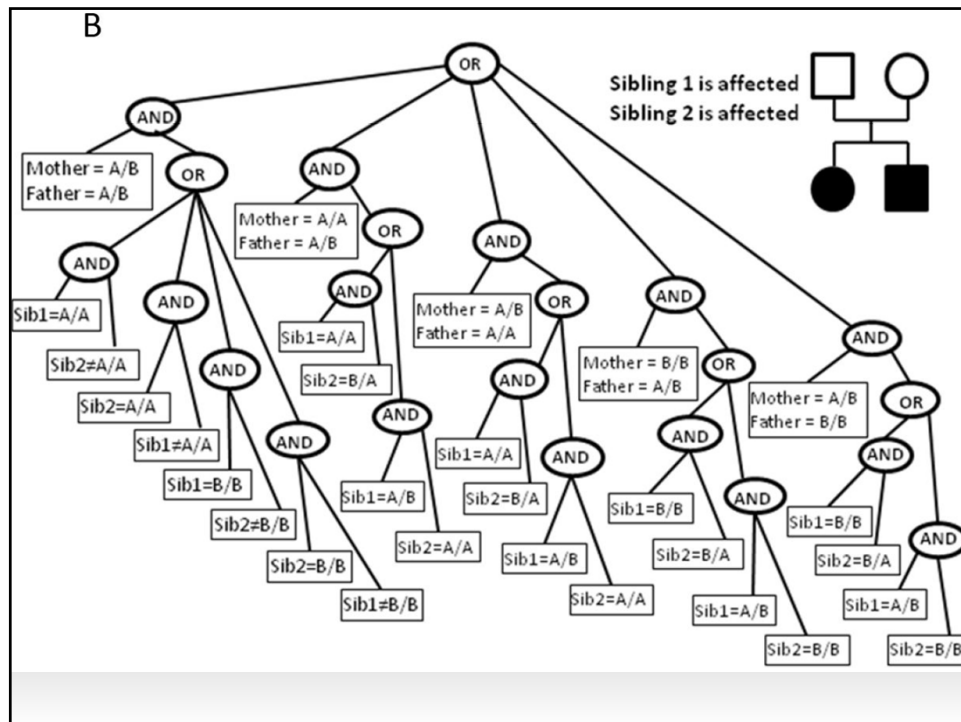 B
OR
Sibling 1 is affected
Sibling 2 is affected
AND
Mother = A/B
Father = A/B
OR
AND
Sib1=A/A
Sib2≠A/A
AND
Sib2=A/A
Sib1≠A/A
AND
Sib1=B/B
Sib2≠B/B
AND
Sib2=B/B
Sib1≠B/B
AND
Mother = A/A
Father = A/B
OR
AND
Sib1=A/A
Sib2=B/A
AND
Sib1=A/B
Sib2=A/A
AND
Mother = A/B
Father = A/A
OR
AND
Sib1=A/A
Sib2=B/A
AND
Sib1=A/B
Sib2=A/A
AND
Mother = B/B
Father = A/B
OR
AND
Sib1=B/B
Sib2=B/A
AND
Sib1=A/B
Sib2=B/B
AND
Mother = A/B
Father = B/B
OR
AND
Sib1=B/B
Sib2=B/A
AND
Sib1=A/B
Sib2=B/B